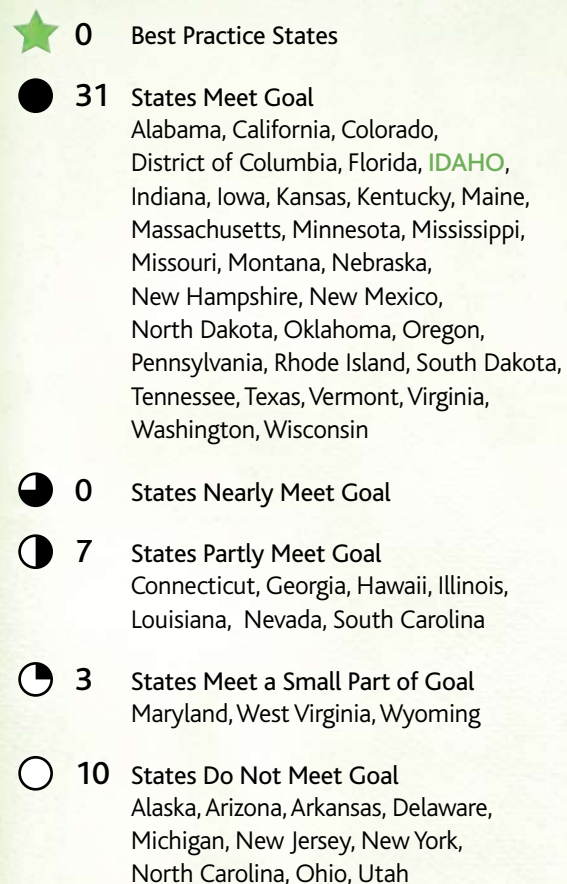 0 Best Practice States
31 States Meet Goal
Alabama, California, Colorado,
District of Columbia, Florida, IDAHO,
Indiana, Iowa, Kansas, Kentucky, Maine,
Massachusetts, Minnesota, Mississippi,
Missouri, Montana, Nebraska,
New Hampshire, New Mexico,
North Dakota, Oklahoma, Oregon,
Pennsylvania, Rhode Island, South Dakota,
Tennessee, Texas, Vermont, Virginia,
Washington, Wisconsin
0 States Nearly Meet Goal
7 States Partly Meet Goal
Connecticut, Georgia, Hawaii, Illinois,
Louisiana, Nevada, South Carolina
3 States Meet a Small Part of Goal
Maryland, West Virginia, Wyoming
10 States Do Not Meet Goal
Alaska, Arizona, Arkansas, Delaware,
Michigan, New Jersey, New York,
North Carolina, Ohio, Utah